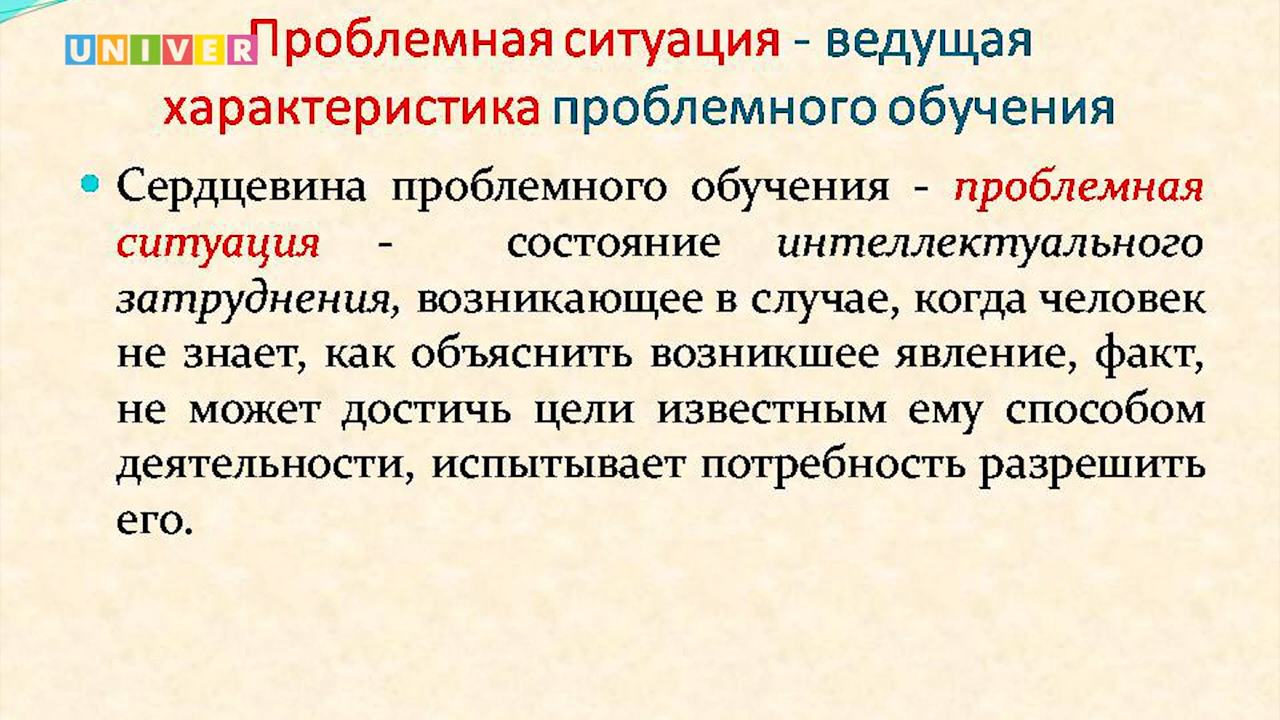 UNIVER
Проблемная ситуация - ведущая
характеристика проблемного обучения
• Сердцевина проблемного обучения - проблемная
ситуация - состояние интеллектуального
затруднения, возникающее в случае, когда человек
не знает, как объяснить возникшее явление, факт,
не может достичь цели известным ему способом
деятельности, испытывает потребность разрешить
его.